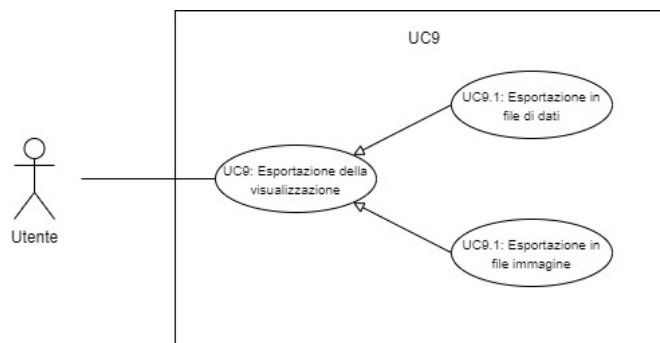 UC9
UC9.1: Esportazione in
file di dati
UC9: Esportazione della
visualizzazione
Utente
UC9.1: Esportazione in
file immagine